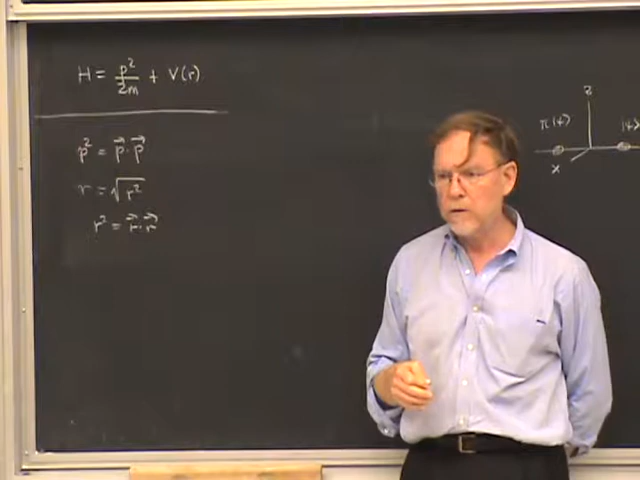 H = p²/2m + V(r)
p² = p⃗·p⃗
r = √r²
r² = r⃗·r⃗
z
π|ψ>
|ψ>
x